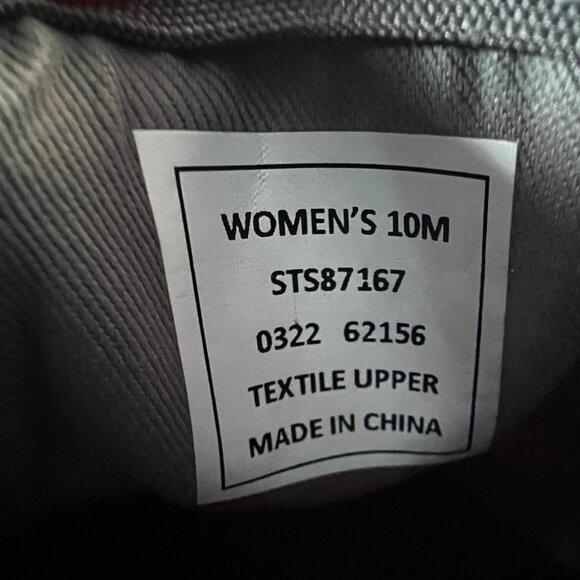 WOMEN'S 10M
STS87167
0322 62156
TEXTILE UPPER
MADE IN CHINA